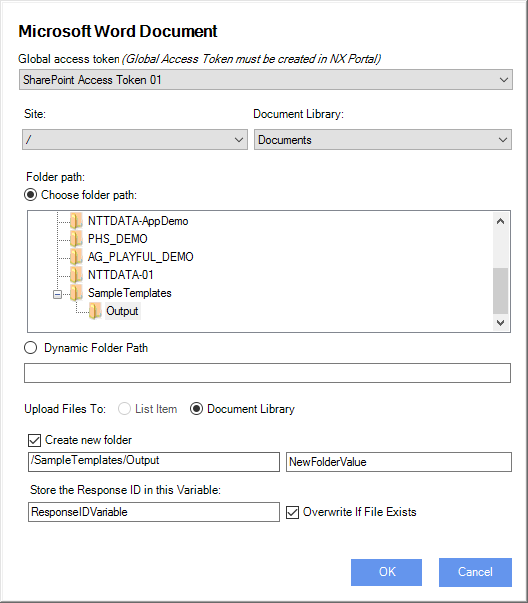 Microsoft Word Document
Global access token (Global Access Token must be created in NX Portal)
SharePoint Access Token 01
Site: Document Library:
/ Documents
Folder path:
Choose folder path:
NTTDATA-AppDemo
PHS_DEMO
AG_PLAYFUL_DEMO
NTTDATA-01
SampleTemplates
Output
Dynamic Folder Path
Upload Files To: List Item Document Library
Create new folder
/SampleTemplates/Output NewFolderValue
Store the Response ID in this Variable:
ResponseIDVariable Overwrite If File Exists
OK Cancel